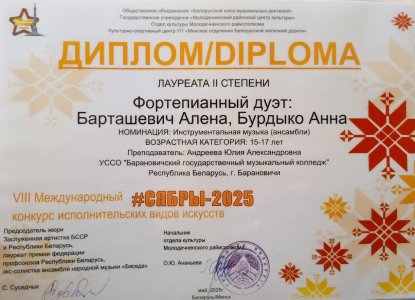 Общественное объединение «Белорусский союз музыкальных деятелей»
Государственное учреждение «Молодечненский районный центр культуры»
Отдел культуры Молодечненского райисполкома
Культурно-спортивный центр УП «Минское отделение Белорусской железной дороги»
ДИПЛОМ/DIPLOMA
ЛАУРЕАТА II СТЕПЕНИ
Фортепианный дуэт:
Барташевич Алена, Бурдыко Анна
НОМИНАЦИЯ: Инструментальная музыка (ансамбли)
ВОЗРАСТНАЯ КАТЕГОРИЯ: 15-17 лет
Преподаватель: Андреева Юлия Александровна
УССО "Барановичский государственный музыкальный колледж"
Республика Беларусь, г. Барановичи
VIII Международный #СЯБРЫ-2025
конкурс исполнительских видов искусств
Председатель жюри
Заслуженная артистка БССР
и Республики Беларусь,
лауреат премии федерации
профсоюзов Республики Беларусь,
экс-солистка ансамбля народной музыки «Бяседа»
С. Суседчык
Начальник
отдела культуры
Молодечненского райисполкома
О.Ю. Ананьева
май, 2025г.
Беларусь/Минск